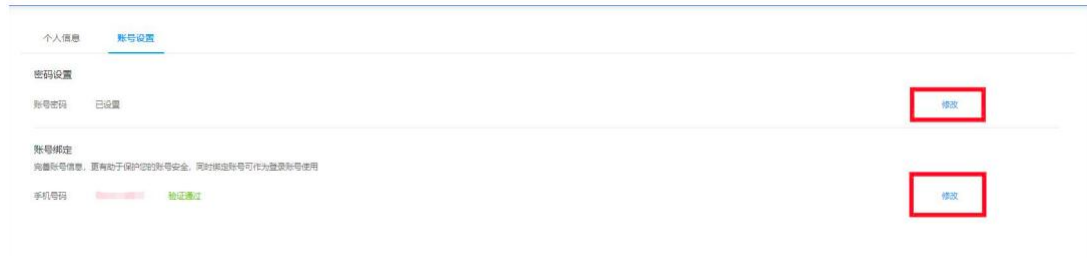 个人信息 账号设置
密码设置
账号密码 已设置 修改
账号绑定
完善账号信息，更有助于保护您的账号安全，同时绑定账号可作为登录账号使用
手机号码 验证通过 修改